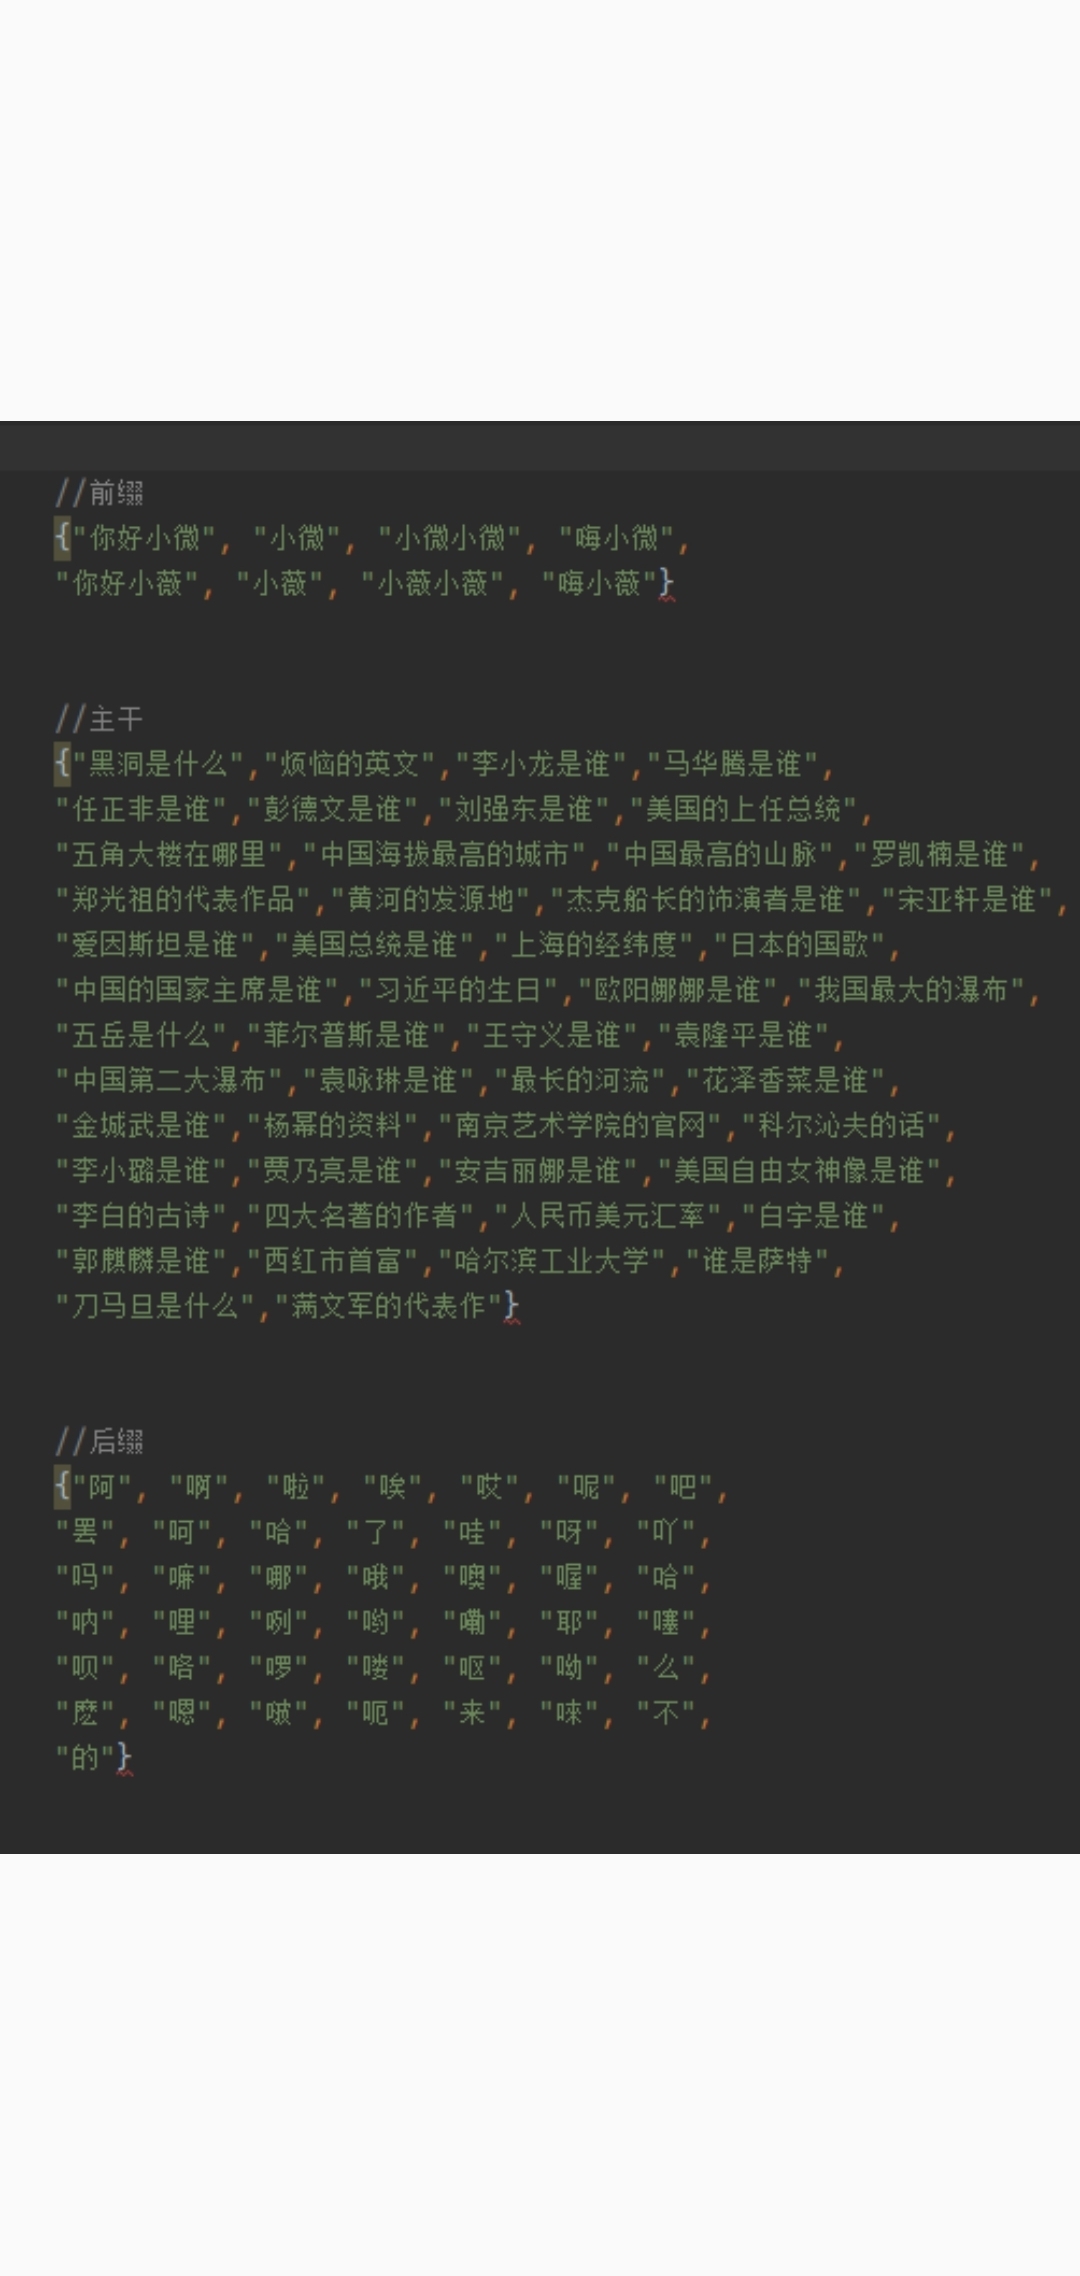 //前缀
{"你好小微", "小微", "小微小微", "嗨小微",
"你好小薇", "小薇", "小薇小薇", "嗨小薇"}
//主干
{"黑洞是什么","烦恼的英文","李小龙是谁","马华腾是谁",
"任正非是谁","彭德文是谁","刘强东是谁","美国的上任总统",
"五角大楼在哪里","中国海拔最高的城市","中国最高的山脉","罗凯楠是谁",
"郑光祖的代表作品","黄河的发源地","杰克船长的饰演者是谁","宋亚轩是谁",
"爱因斯坦是谁","美国总统是谁","上海的经纬度","日本的国歌",
"中国的国家主席是谁","习近平的生日","欧阳娜娜是谁","我国最大的瀑布",
"五岳是什么","菲尔普斯是谁","王守义是谁","袁隆平是谁",
"中国第二大瀑布","袁咏琳是谁","最长的河流","花泽香菜是谁",
"金城武是谁","杨幂的资料","南京艺术学院的官网","科尔沁夫的话",
"李小璐是谁","贾乃亮是谁","安吉丽娜是谁","美国自由女神像是谁",
"李白的古诗","四大名著的作者","人民币美元汇率","白宇是谁",
"郭麒麟是谁","西红市首富","哈尔滨工业大学","谁是萨特",
"刀马旦是什么","满文军的代表作"}
//后缀
{"阿", "啊", "啦", "唉", "哎", "呢", "吧",
"罢", "呵", "哈", "了", "哇", "呀", "吖",
"吗", "嘛", "哪", "哦", "噢", "喔", "哈",
"呐", "哩", "咧", "哟", "嘞", "耶", "噻",
"呗", "咯", "啰", "喽", "呕", "呦", "么",
"麽", "嗯", "啵", "呃", "来", "唻", "不",
"的"}